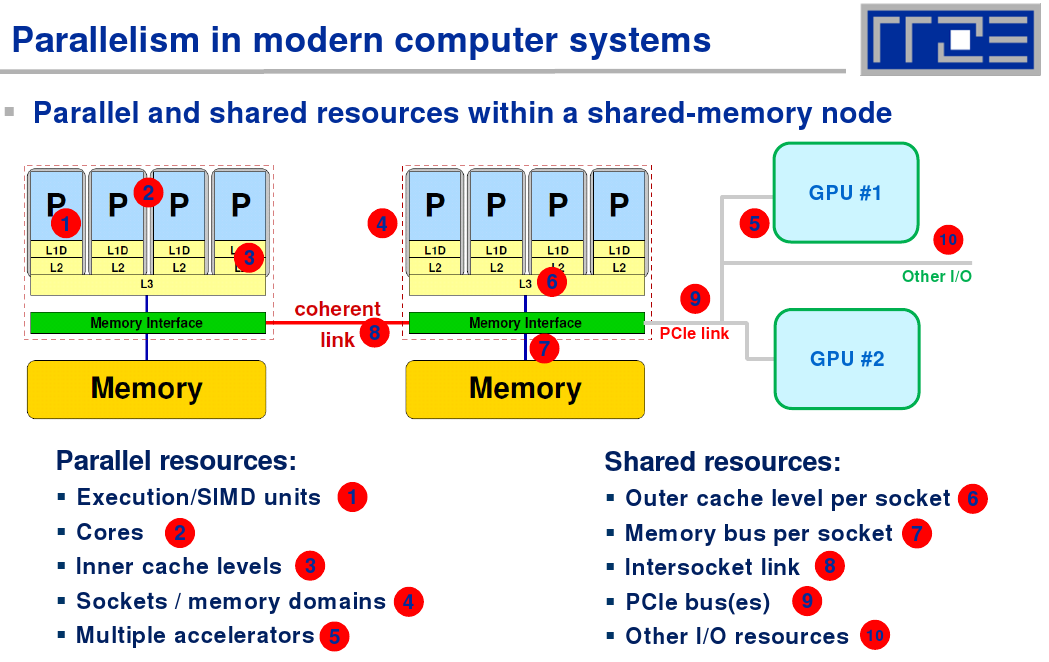 Parallelism in modern computer systems
Parallel and shared resources within a shared-memory node
P P P P
1 2
L1D L1D L1D L1D
L2 L2 L2 L2
3
L3
Memory Interface
Memory
coherent
link 8
4
P P P P
L1D L1D L1D L1D
L2 L2 L2 L2
L3 6
Memory Interface
7
Memory
9
PCIe link
5
GPU #1
10
Other I/O
GPU #2
Parallel resources:
▪ Execution/SIMD units 1
▪ Cores 2
▪ Inner cache levels 3
▪ Sockets / memory domains 4
▪ Multiple accelerators 5
Shared resources:
▪ Outer cache level per socket 6
▪ Memory bus per socket 7
▪ Intersocket link 8
▪ PCIe bus(es) 9
▪ Other I/O resources 10